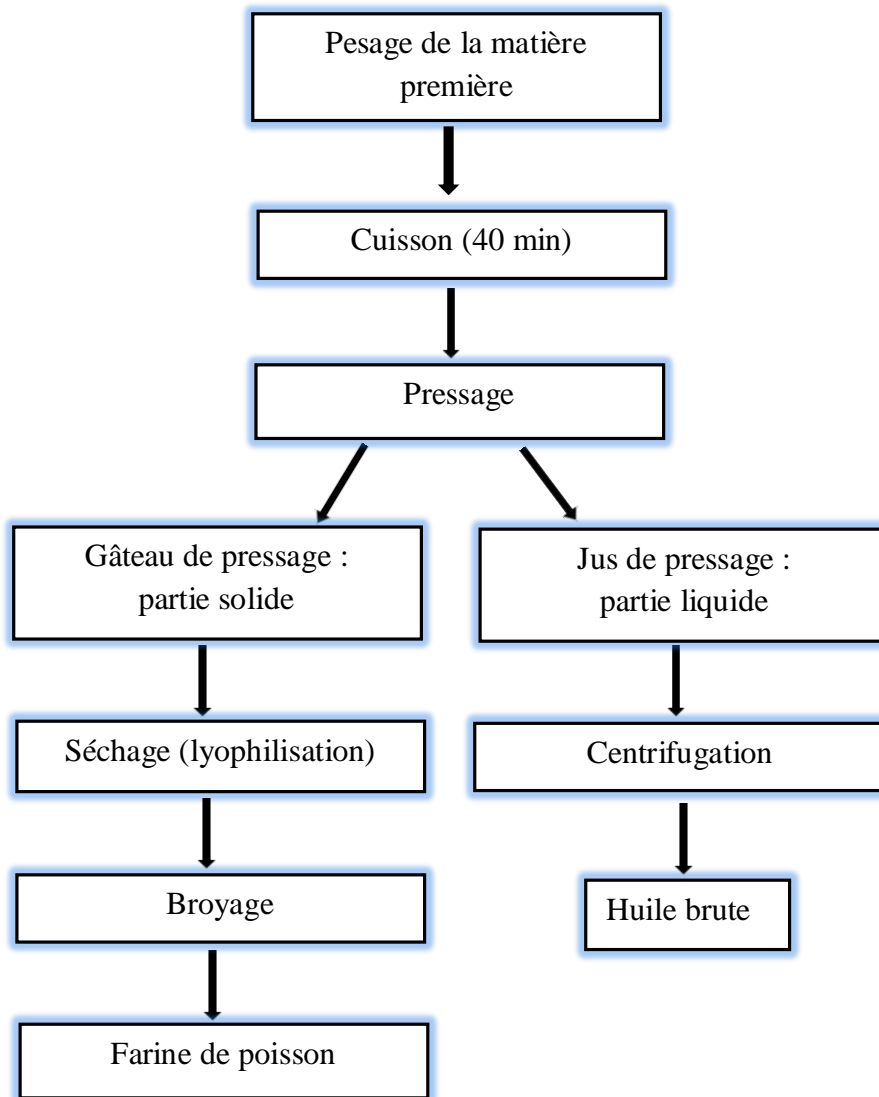 Pesage de la matière
première
Cuisson (40 min)
Pressage
Gâteau de pressage :
partie solide
Jus de pressage :
partie liquide
Séchage (lyophilisation)
Centrifugation
Broyage
Huile brute
Farine de poisson